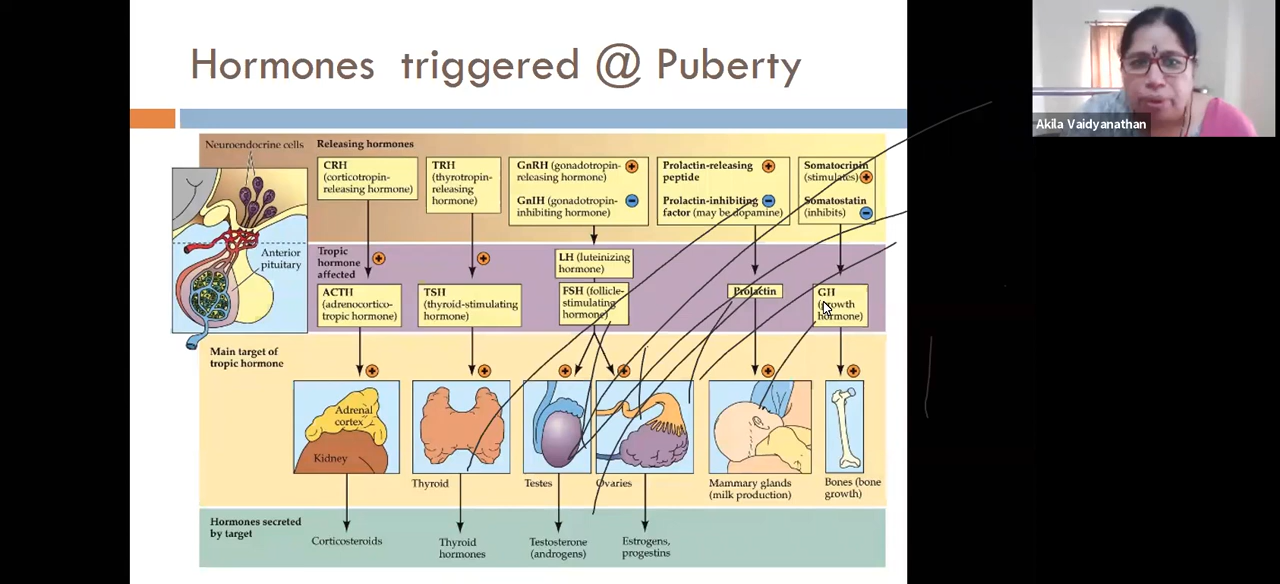 Hormones triggered @ Puberty
Akila Vaidyanathan
Neuroendocrine cells
Anterior
pituitary
Releasing hormones
CRH
(corticotropin-
releasing hormone)
TRH
(thyrotropin-
releasing
hormone)
GnRH (gonadotropin-
releasing hormone)
+
GnIH (gonadotropin-
inhibiting hormone)
−
Prolactin-releasing
peptide
+
Prolactin-inhibiting
factor (may be dopamine)
−
Somatocrinin
(stimulates)
+
Somatostatin
(inhibits)
−
Tropic
hormone
affected
+
+
LH (luteinizing
hormone)
ACTH
(adrenocortico-
tropic hormone)
TSH
(thyroid-stimulating
hormone)
FSH (follicle-
stimulating
hormone)
Prolactin
GH
(growth
hormone)
Main target of
tropic hormone
+
+
+
+
+
+
Adrenal
cortex
Kidney
Thyroid
Testes
Ovaries
Mammary glands
(milk production)
Bones (bone
growth)
Hormones secreted
by target
Corticosteroids
Thyroid
hormones
Testosterone
(androgens)
Estrogens,
progestins